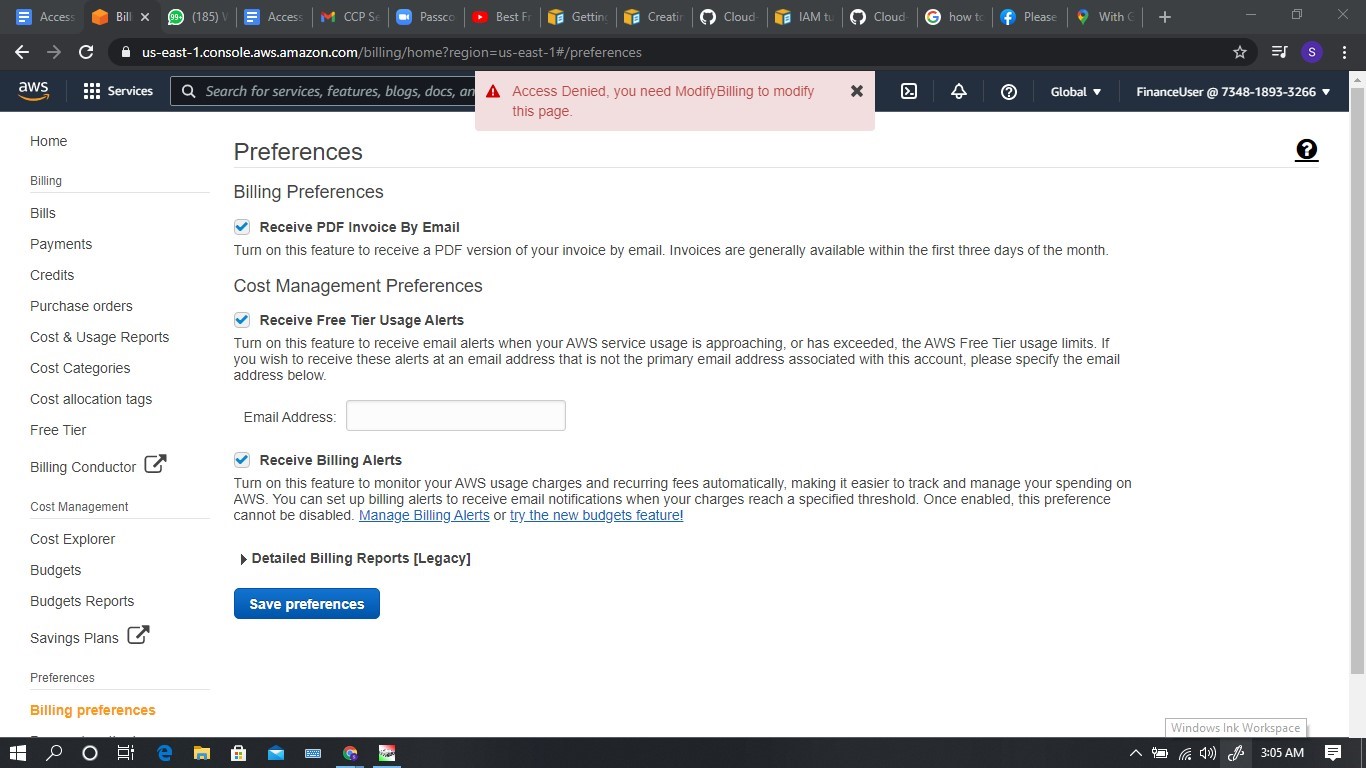 Access
Bil
(185) W
Access
CCP Se
Passco
Best Fr
Getting
Creatin
Cloud
IAM tu
Cloud
how to
Please
With G
us-east-1.console.aws.amazon.com/billing/home?region=us-east-1#/preferences
S
aws
Services
Search for services, features, blogs, docs, an
Access Denied, you need ModifyBilling to modify
this page.
Global
FinanceUser @ 7348-1893-3266
Home
Billing
Bills
Payments
Credits
Purchase orders
Cost & Usage Reports
Cost Categories
Cost allocation tags
Free Tier
Billing Conductor
Cost Management
Cost Explorer
Budgets
Budgets Reports
Savings Plans
Preferences
Billing preferences
Preferences
Billing Preferences
Receive PDF Invoice By Email
Turn on this feature to receive a PDF version of your invoice by email. Invoices are generally available within the first three days of the month.
Cost Management Preferences
Receive Free Tier Usage Alerts
Turn on this feature to receive email alerts when your AWS service usage is approaching, or has exceeded, the AWS Free Tier usage limits. If
you wish to receive these alerts at an email address that is not the primary email address associated with this account, please specify the email
address below.
Email Address:
Receive Billing Alerts
Turn on this feature to monitor your AWS usage charges and recurring fees automatically, making it easier to track and manage your spending on
AWS. You can set up billing alerts to receive email notifications when your charges reach a specified threshold. Once enabled, this preference
cannot be disabled. Manage Billing Alerts or try the new budgets feature!
Detailed Billing Reports [Legacy]
Save preferences
Windows Ink Workspace
3:05 AM